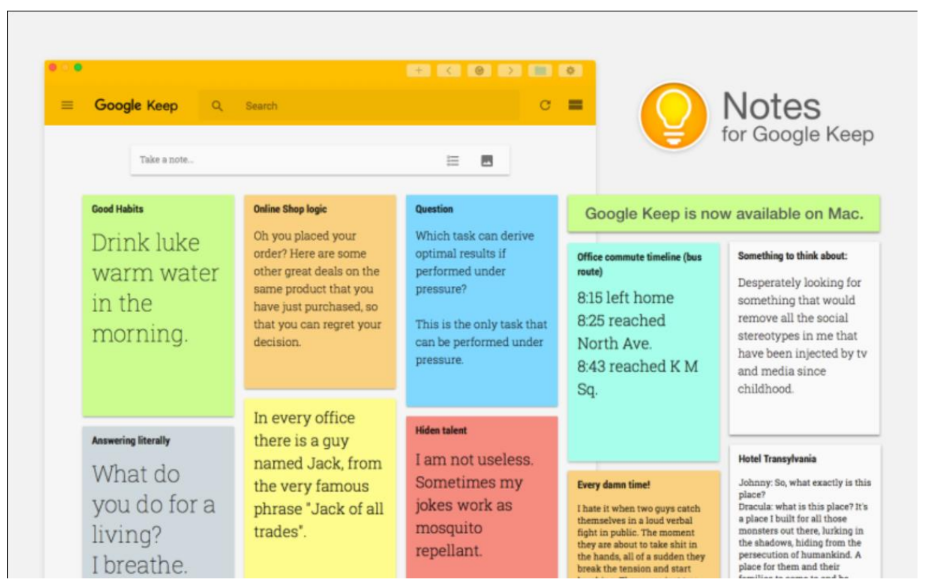 Google Keep
Search
Notes
for Google Keep
Take a note...
Good Habits
Drink luke
warm water
in the
morning.
Online Shop logic
Oh you placed your
order? Here are some
other great deals on the
same product that you
have just purchased, so
that you can regret your
decision.
Question
Which task can derive
optimal results if
performed under
pressure?
This is the only task that
can be performed under
pressure.
Google Keep is now available on Mac.
Office commute timeline (bus
route)
8:15 left home
8:25 reached
North Ave.
8:43 reached K M
Sq.
Something to think about:
Desperately looking for
something that would
remove all the social
stereotypes in me that
have been injected by tv
and media since
childhood.
Answering literally
What do
you do for a
living?
I breathe.
In every office
there is a guy
named Jack, from
the very famous
phrase "Jack of all
trades".
Hiden talent
I am not useless.
Sometimes my
jokes work as
mosquito
repellant.
Every damn time!
I hate it when two guys catch
themselves in a loud verbal
fight in public. The moment
they are about to take shit in
the hands, all of a sudden they
break the tension and start
Hotel Transylvania
Johnny: So, what exactly is this
place?
Dracula: what is this place? It's
a place I built for all those
monsters out there, lurking in
the shadows, hiding from the
persecution of humankind. A
place for them and their